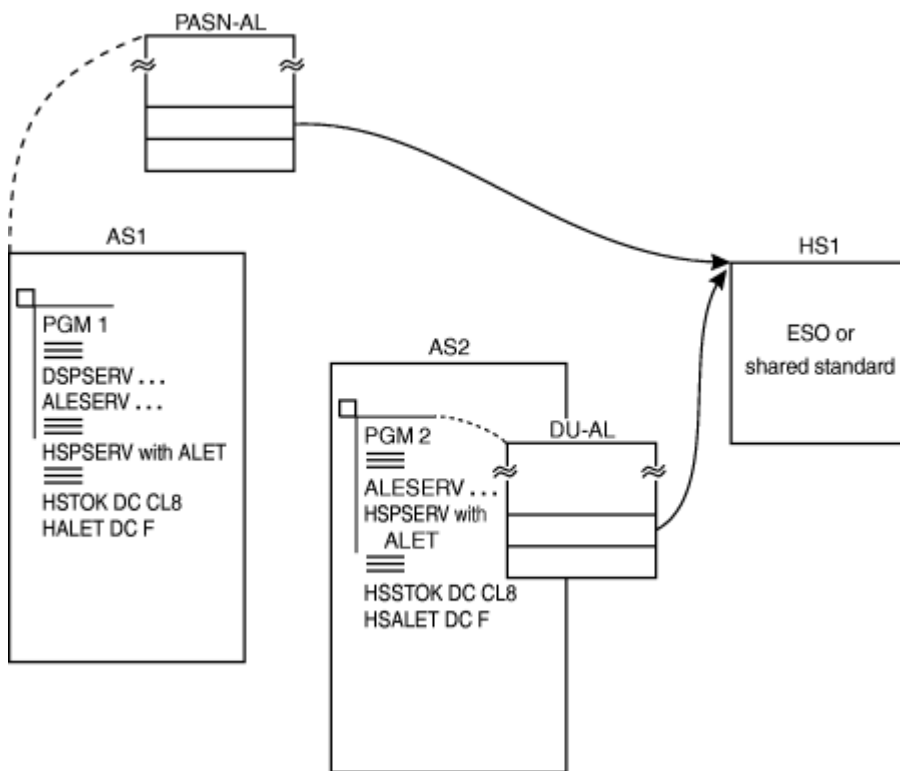 PASN-AL
AS1
PGM 1
DSPSERV . . .
ALESERV . . .
HSPSERV with ALET
HSTOK DC CL8
HALET DC F
AS2
PGM 2
ALESERV . . .
HSPSERV with
ALET
HSSTOK DC CL8
HSALET DC F
DU-AL
HS1
ESO or
shared standard